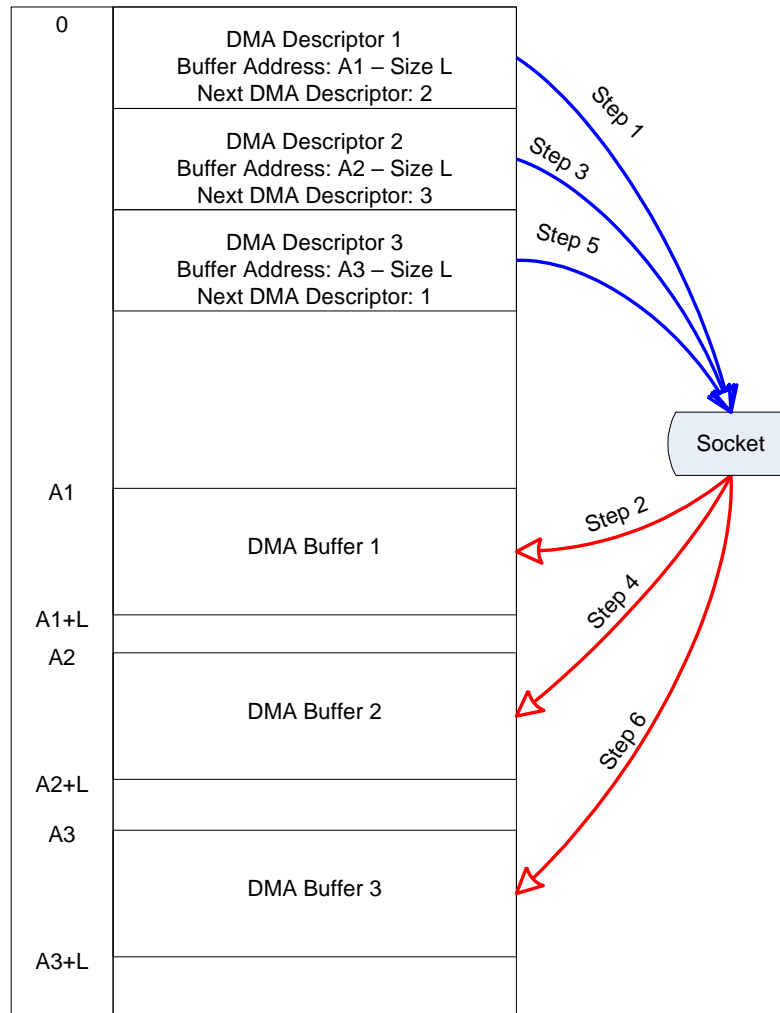 0
DMA Descriptor 1
Buffer Address: A1 – Size L
Next DMA Descriptor: 2
DMA Descriptor 2
Buffer Address: A2 – Size L
Next DMA Descriptor: 3
DMA Descriptor 3
Buffer Address: A3 – Size L
Next DMA Descriptor: 1
Step 1
Step 3
Step 5
Socket
A1
DMA Buffer 1
A1+L
Step 2
A2
DMA Buffer 2
A2+L
Step 4
A3
DMA Buffer 3
A3+L
Step 6